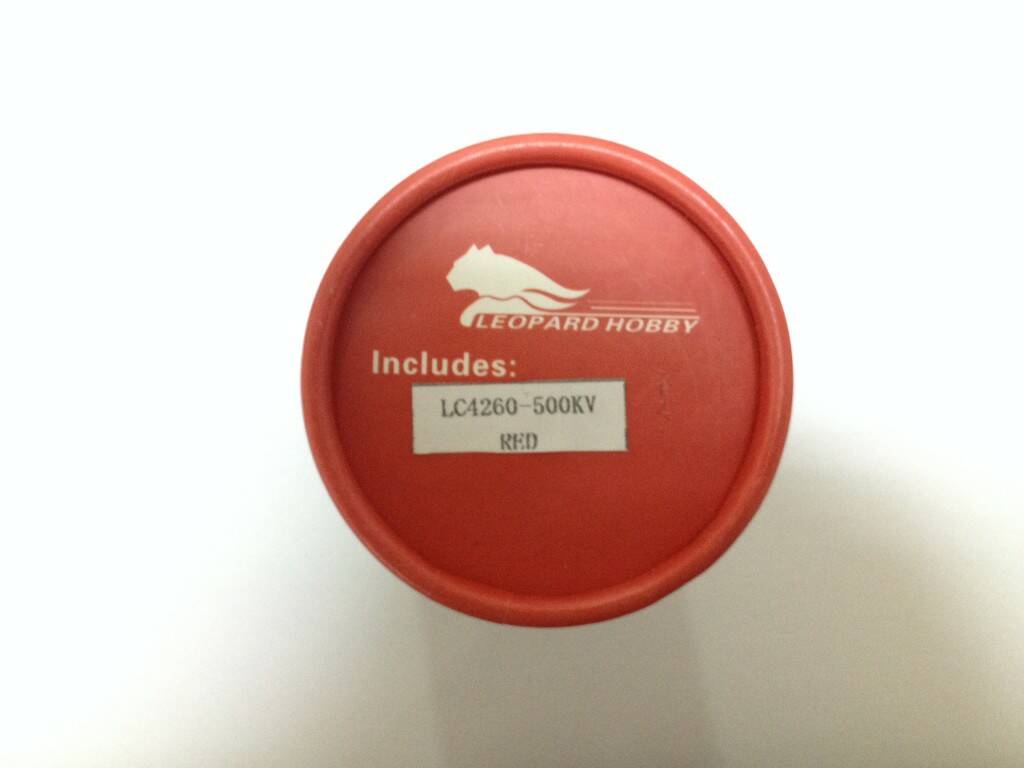 LEOPARD HOBBY
Includes:
LC4260-500KV
RED